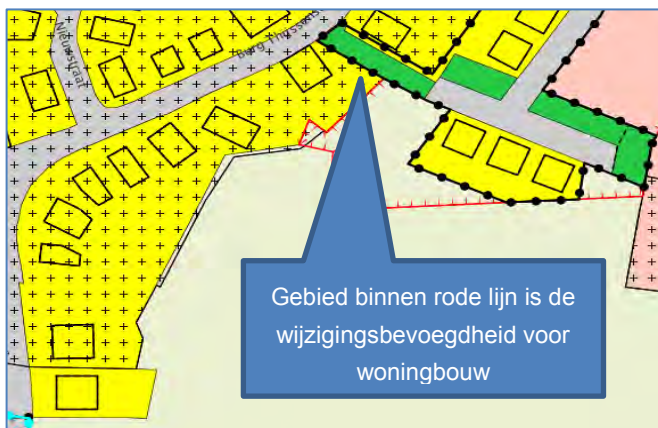 Nieuwstraat
Gebied binnen rode lijn is de
wijzigingsbevoegdheid voor
woningbouw